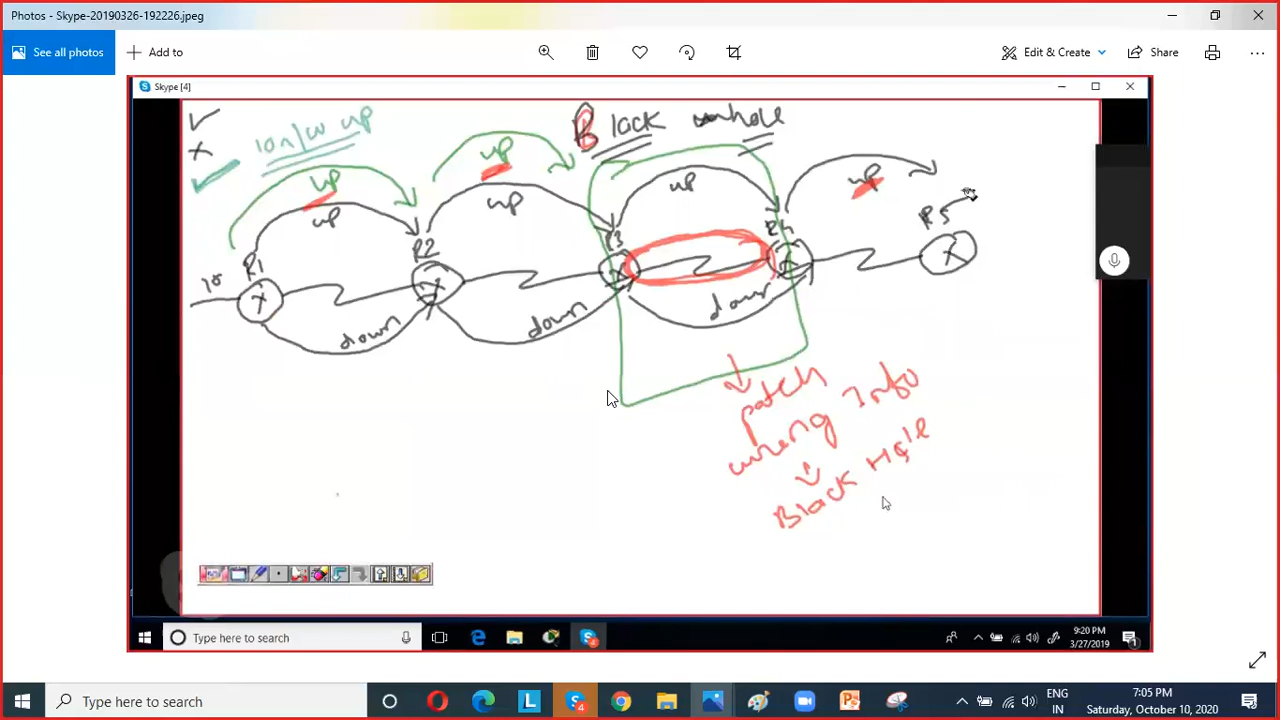 Photos - Skype-20190326-192226.jpeg
See all photos
Add to
Edit & Create
Share
Skype [4]
10 n/w up
Black whole
up
up
up
up
up
up
R1
R2
R3
R4
R5
10
down
down
down
patch
wrong Info
Black Hole
Type here to search
9:20 PM
3/27/2019
Type here to search
ENG
IN
7:05 PM
Saturday, October 10, 2020